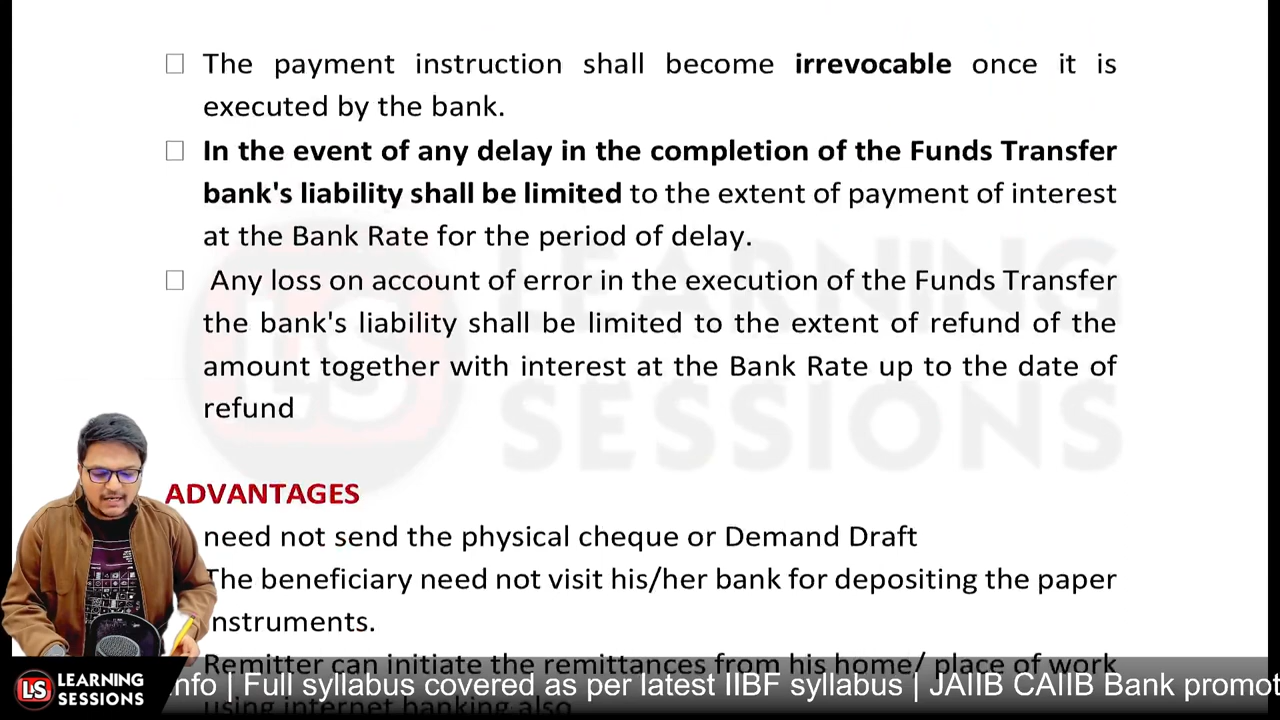 The payment instruction shall become irrevocable once it is
executed by the bank.
In the event of any delay in the completion of the Funds Transfer
bank's liability shall be limited to the extent of payment of interest
at the Bank Rate for the period of delay.
Any loss on account of error in the execution of the Funds Transfer
the bank's liability shall be limited to the extent of refund of the
amount together with interest at the Bank Rate up to the date of
refund
LEARNING
SESSIONS
ADVANTAGES
need not send the physical cheque or Demand Draft
The beneficiary need not visit his/her bank for depositing the paper
nstruments.
Remitter can initiate the remittances from his home/ place of work
using internet banking also
LS LEARNING
SESSIONS
nfo | Full syllabus covered as per latest IIBF syllabus | JAIIB CAIIB Bank promot